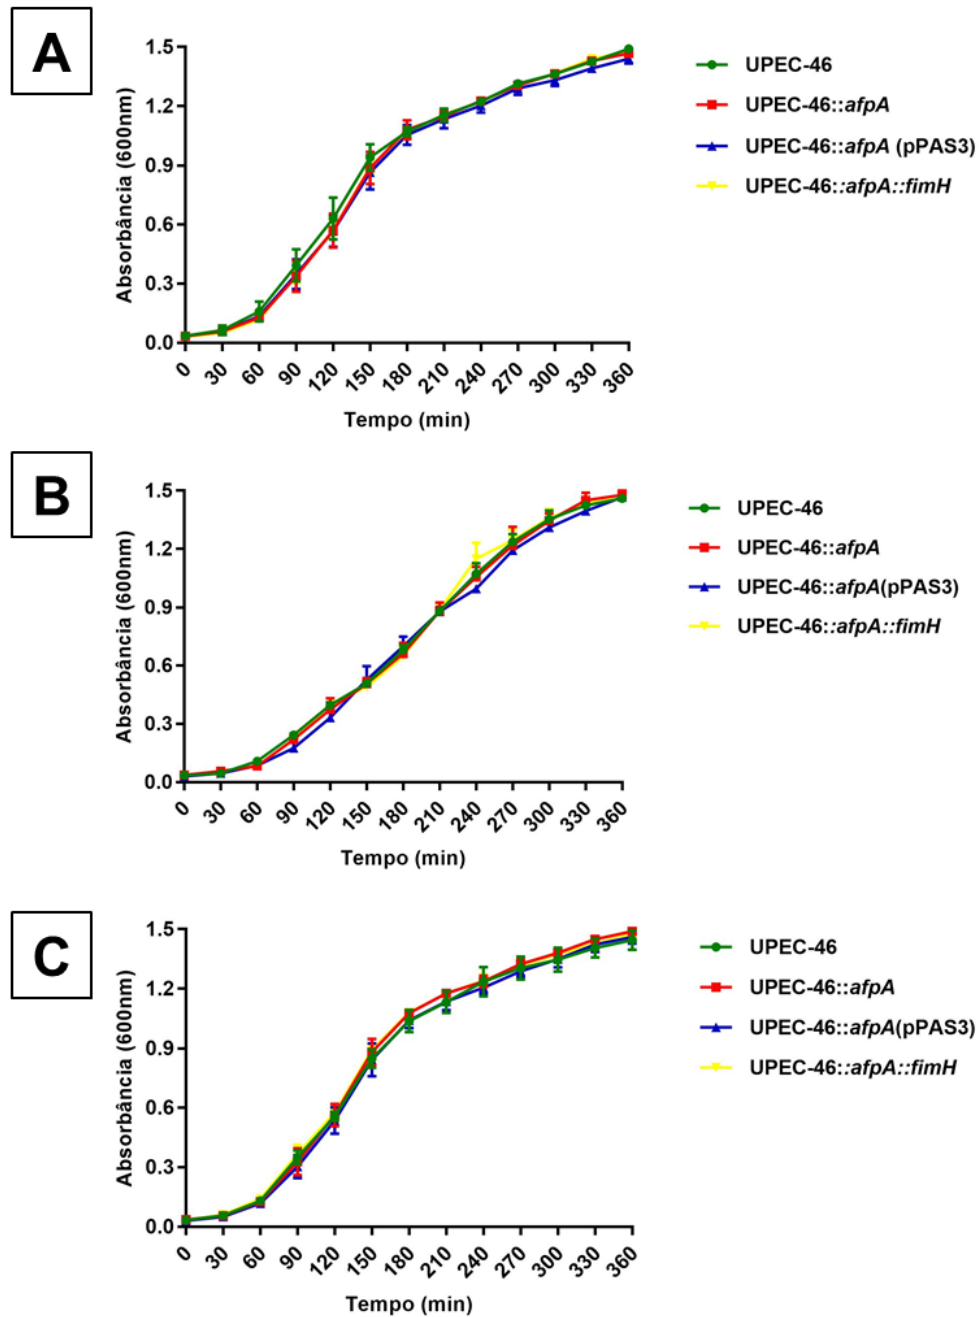 A
1.5
1.2
0.9
0.6
0.3
0.0
Absorbância (600nm)
0 30 60 90 120 150 180 210 240 270 300 330 360
Tempo (min)
UPEC-46
UPEC-46::afpA
UPEC-46::afpA (pPAS3)
UPEC-46::afpA::fimH
B
1.5
1.2
0.9
0.6
0.3
0.0
Absorbância (600nm)
0 30 60 90 120 150 180 210 240 270 300 330 360
Tempo (min)
UPEC-46
UPEC-46::afpA
UPEC-46::afpA(pPAS3)
UPEC-46::afpA::fimH
C
1.5
1.2
0.9
0.6
0.3
0.0
Absorbância (600nm)
0 30 60 90 120 150 180 210 240 270 300 330 360
Tempo (min)
UPEC-46
UPEC-46::afpA
UPEC-46::afpA(pPAS3)
UPEC-46::afpA::fimH